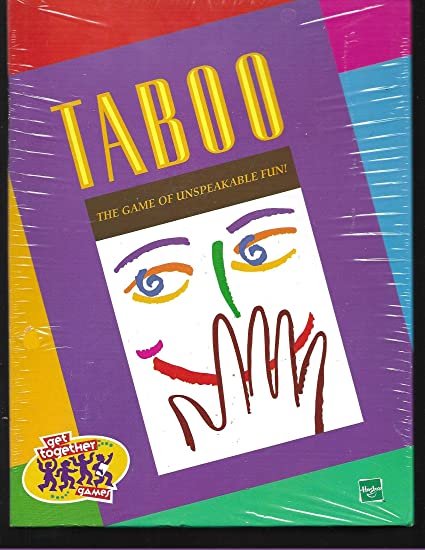 TABOO
THE GAME OF UNSPEAKABLE FUN!
get
together
games
Hasbro